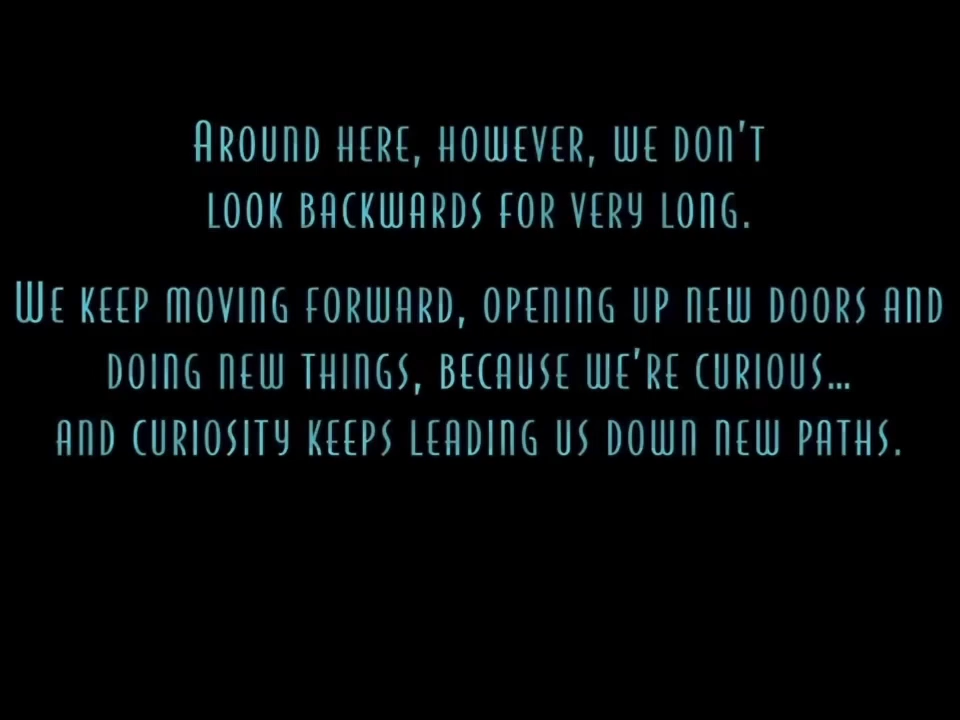 Around here, however, we don't
look backwards for very long.
We keep moving forward, opening up new doors and
doing new things, because we're curious...
and curiosity keeps leading us down new paths.